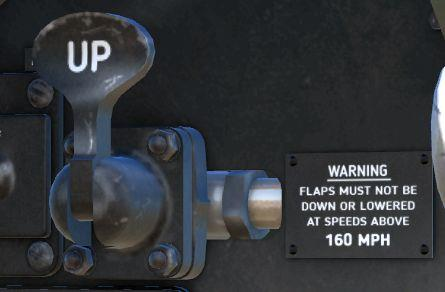 UP
WARNING
FLAPS MUST NOT BE
DOWN OR LOWERED
AT SPEEDS ABOVE
160 MPH